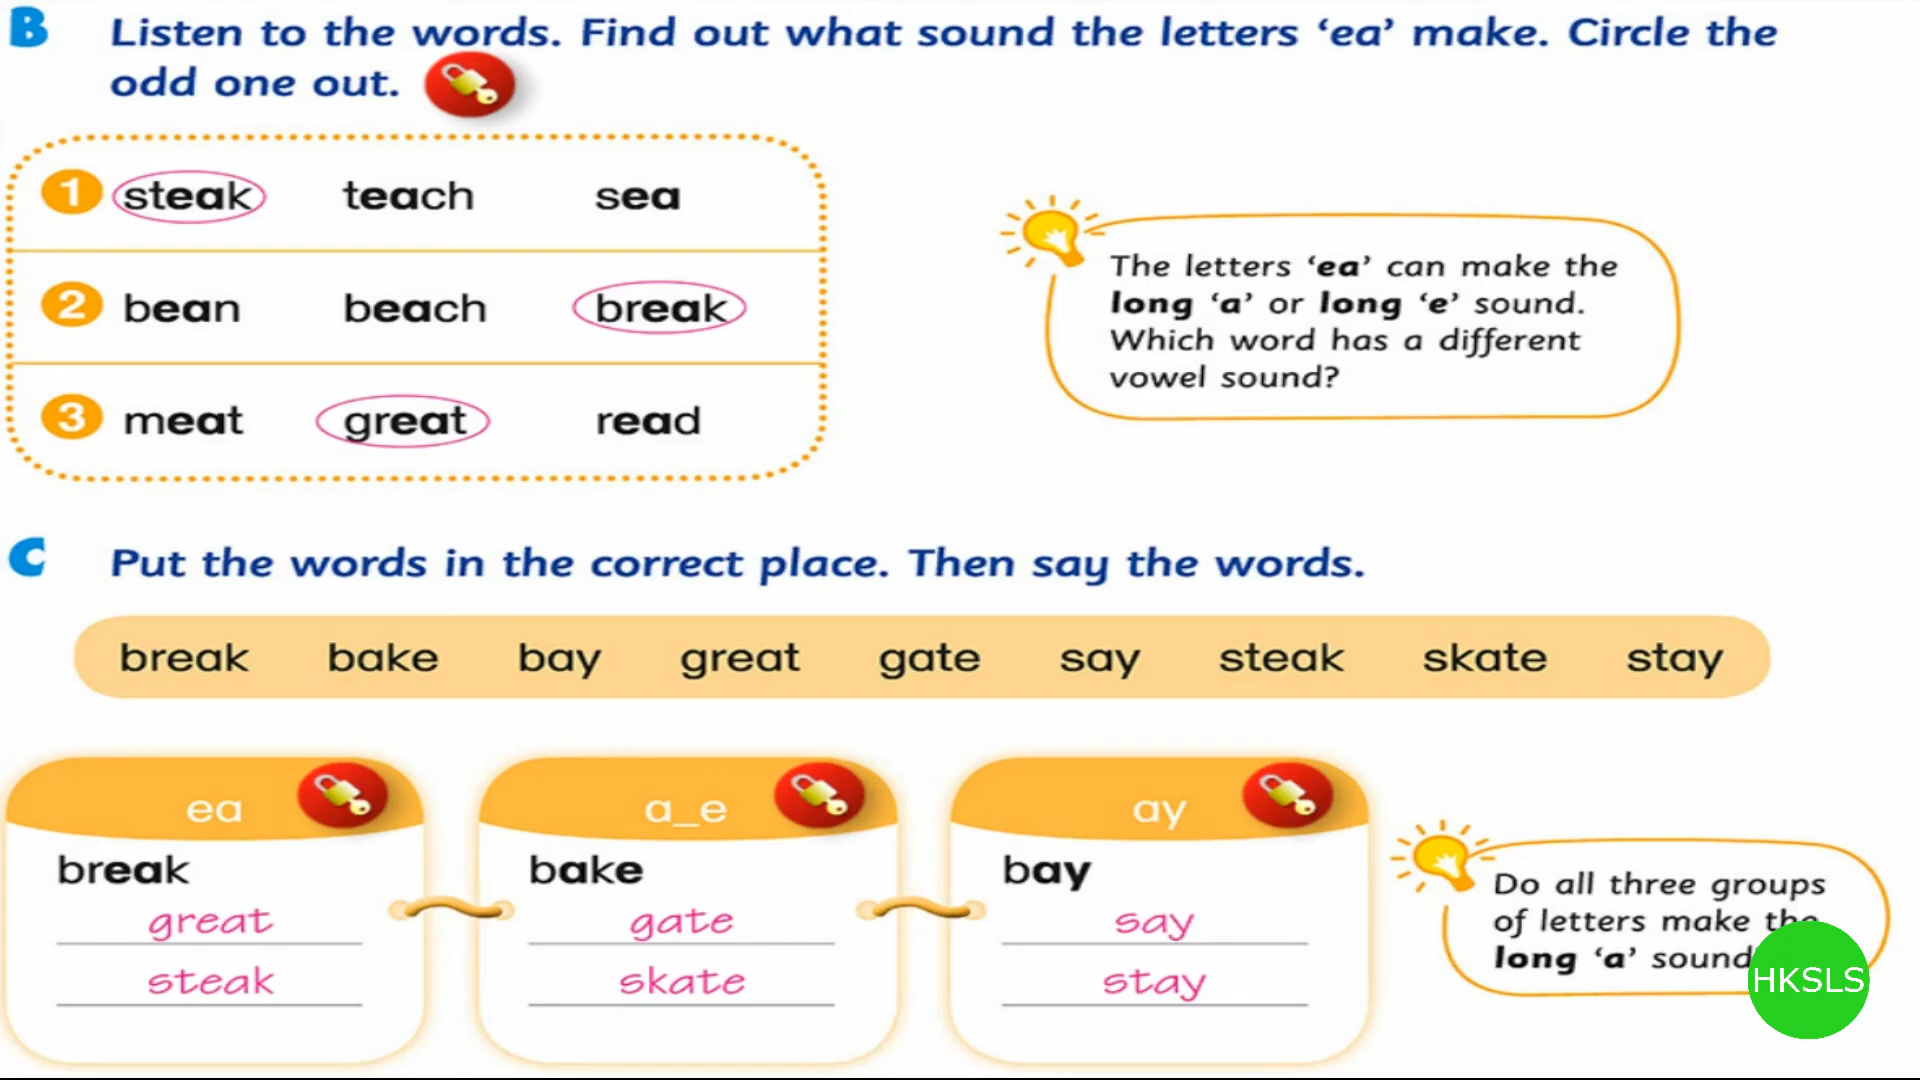 B Listen to the words. Find out what sound the letters ‘ea’ make. Circle the
odd one out.
1 steak teach sea
2 bean beach break
3 meat great read
The letters ‘ea’ can make the
long ‘a’ or long ‘e’ sound.
Which word has a different
vowel sound?
C Put the words in the correct place. Then say the words.
break bake bay great gate say steak skate stay
ea
break
great
steak
a_e
bake
gate
skate
ay
bay
say
stay
Do all three groups
of letters make the
long ‘a’ sound
HKSLS